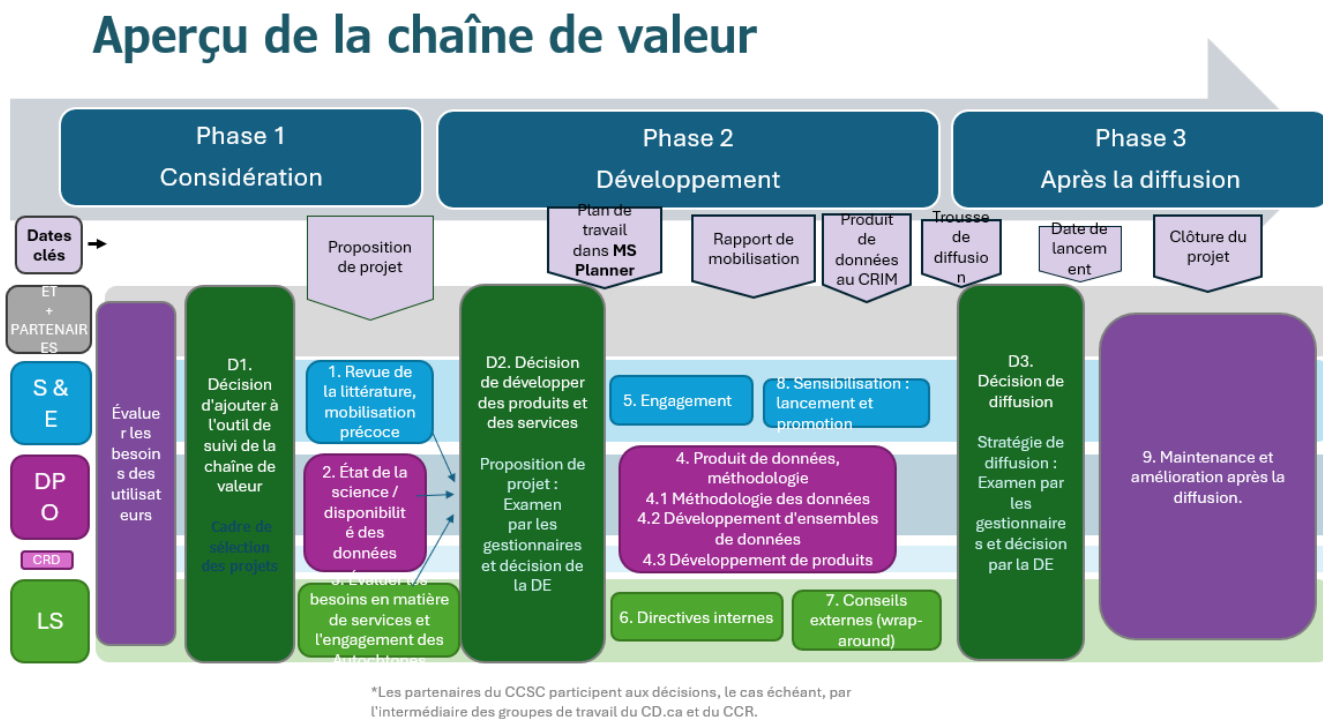 Aperçu de la chaîne de valeur
Phase 1
Considération
Phase 2
Développement
Phase 3
Après la diffusion
Dates
clés
Proposition
de projet
Plan de
travail
dans MS
Planner
Rapport de
mobilisation
Produit
de
données
au CRIM
Trousse
de
diffusio
n
Date de
lancem
ent
Clôture du
projet
ET
+
PARTENAIR
ES
S &
E
DP
O
CRD
LS
Évalue
r les
besoin
s des
utilisat
eurs
D1.
Décision
d'ajouter à
l'outil de
suivi de la
chaîne de
valeur
Cadre de
sélection
des projets
1. Revue de
la littérature,
mobilisation
précoce
2. État de la
science /
disponibilit
é des
données
3. Évaluer les
besoins en matière
de services et
l'engagement des
Autochtones
D2. Décision
de développer
des produits et
des services
Proposition de
projet :
Examen
par les
gestionnaires
et décision de
la DE
5. Engagement
8. Sensibilisation :
lancement et
promotion
4. Produit de données,
méthodologie
4.1 Méthodologie des données
4.2 Développement d'ensembles
de données
4.3 Développement de produits
6. Directives internes
7. Conseils
externes (wrap-
around)
D3.
Décision de
diffusion
Stratégie de
diffusion :
Examen par
les
gestionnaire
s et décision
par la DE
9. Maintenance et
amélioration après la
diffusion.
*Les partenaires du CCSC participent aux décisions, le cas échéant, par
l'intermédiaire des groupes de travail du CD.ca et du CCR.